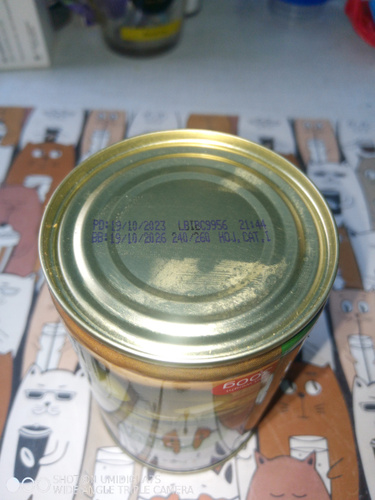 PD:19/10/2023 LBIBC9956 21:44
BB:19/10/2026 240/260 HOJ,CAT,1
SHOT ON UMIDIGI
WIDE ANGLE TRIPLE CAMERA